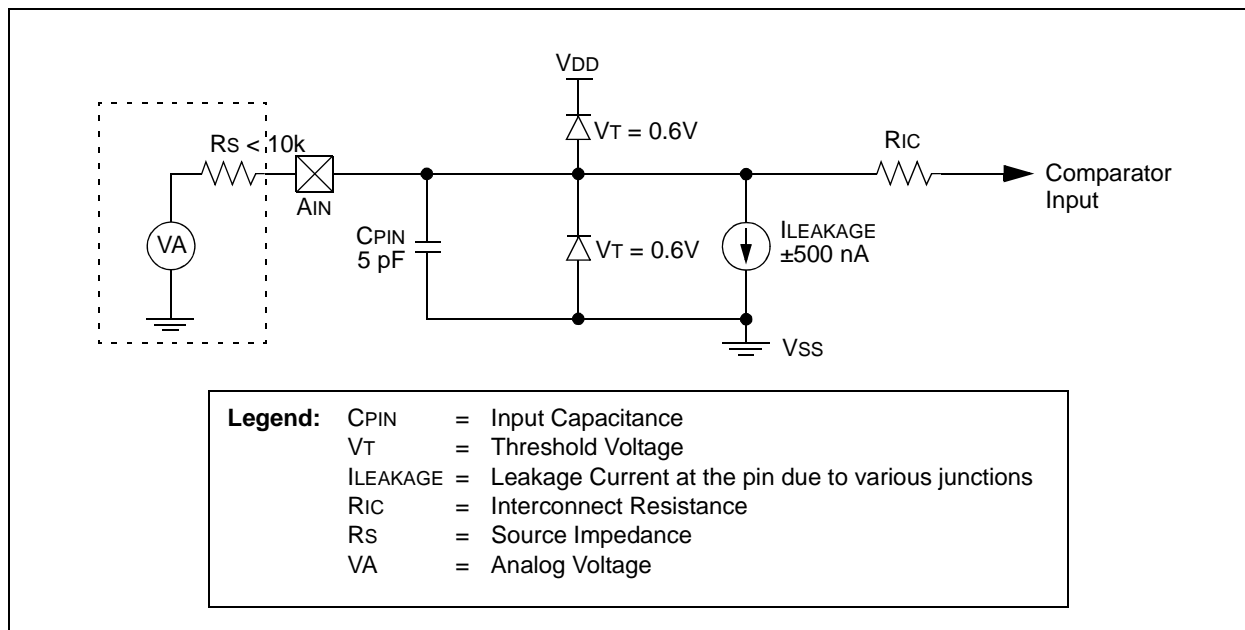 VDD
RS < 10k
VT = 0.6V
RIC
AIN
Comparator
Input
VA
CPIN
5 pF
VT = 0.6V
ILEAKAGE
±500 nA
VSS
Legend: CPIN = Input Capacitance
VT = Threshold Voltage
ILEAKAGE = Leakage Current at the pin due to various junctions
RIC = Interconnect Resistance
RS = Source Impedance
VA = Analog Voltage